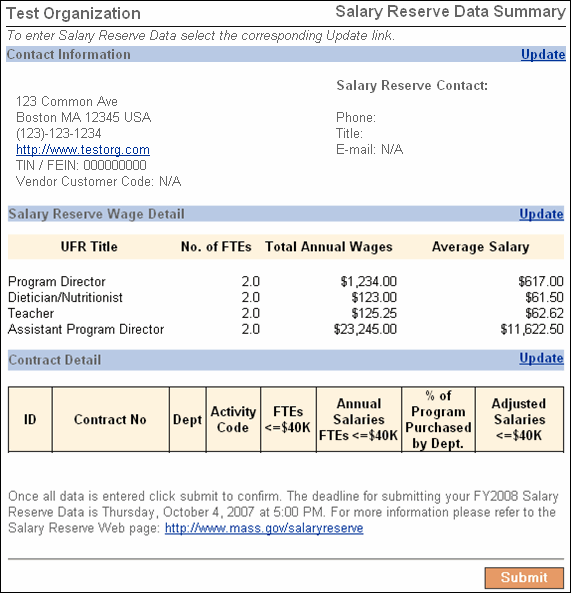 Test Organization
Salary Reserve Data Summary
To enter Salary Reserve Data select the corresponding Update link.
Contact Information
Update
123 Common Ave
Boston MA 12345 USA
(123)-123-1234
http://www.testorg.com
TIN / FEIN: 000000000
Vendor Customer Code: N/A
Salary Reserve Contact:
Phone:
Title:
E-mail: N/A
Salary Reserve Wage Detail
Update
UFR Title No. of FTEs Total Annual Wages Average Salary
Program Director 2.0 $1,234.00 $617.00
Dietician/Nutritionist 2.0 $123.00 $61.50
Teacher 2.0 $125.25 $62.62
Assistant Program Director 2.0 $23,245.00 $11,622.50
Contract Detail
Update
ID
Contract No
Dept
Activity
Code
FTEs
<=$40K
Annual
Salaries
FTEs <=$40K
% of
Program
Purchased
by Dept.
Adjusted
Salaries
<=$40K
Once all data is entered click submit to confirm. The deadline for submitting your FY2008 Salary
Reserve Data is Thursday, October 4, 2007 at 5:00 PM. For more information please refer to the
Salary Reserve Web page: http://www.mass.gov/salaryreserve
Submit